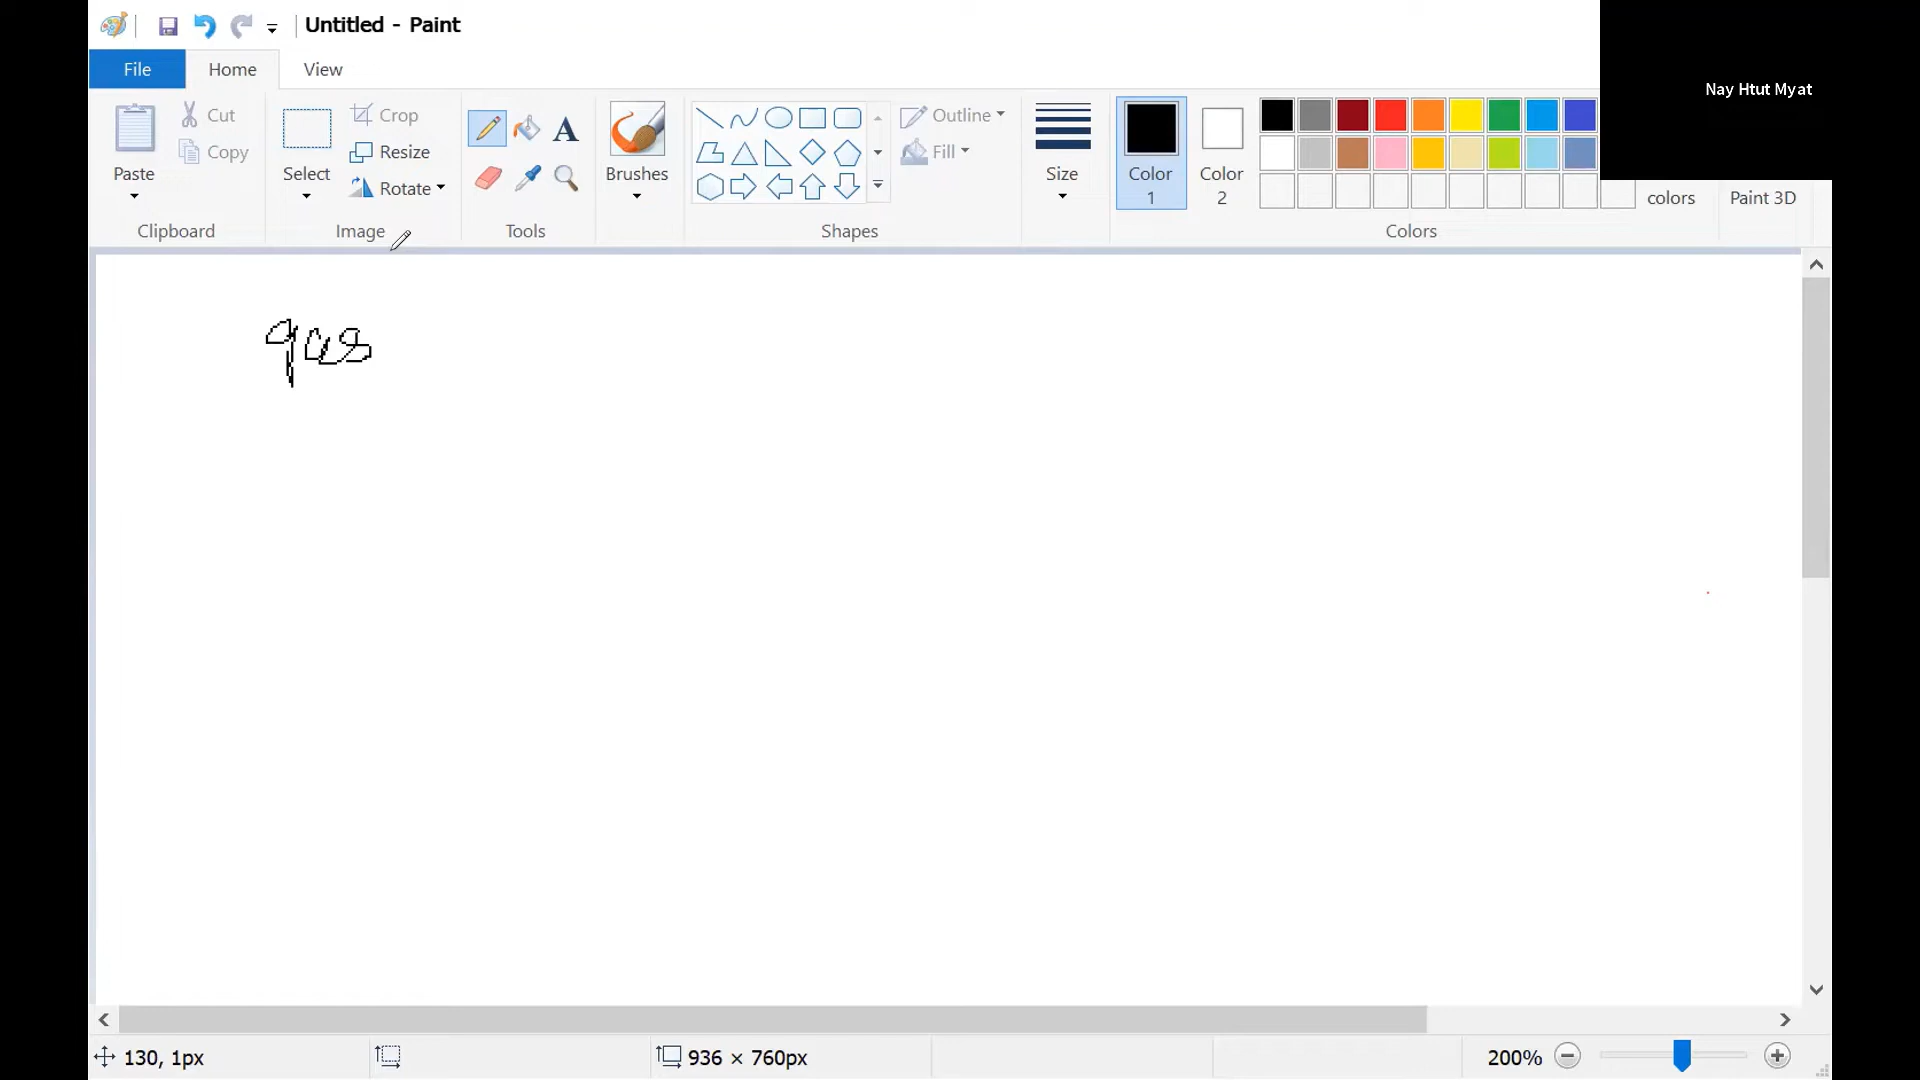 Untitled - Paint
Nay Htut Myat
File Home View
Cut Crop Outline
Copy Resize Fill
Paste Select Rotate Brushes Size Color 1 Color 2 colors Paint 3D
Clipboard Image Tools Shapes Colors
gas
130, 1px 936 × 760px 200%